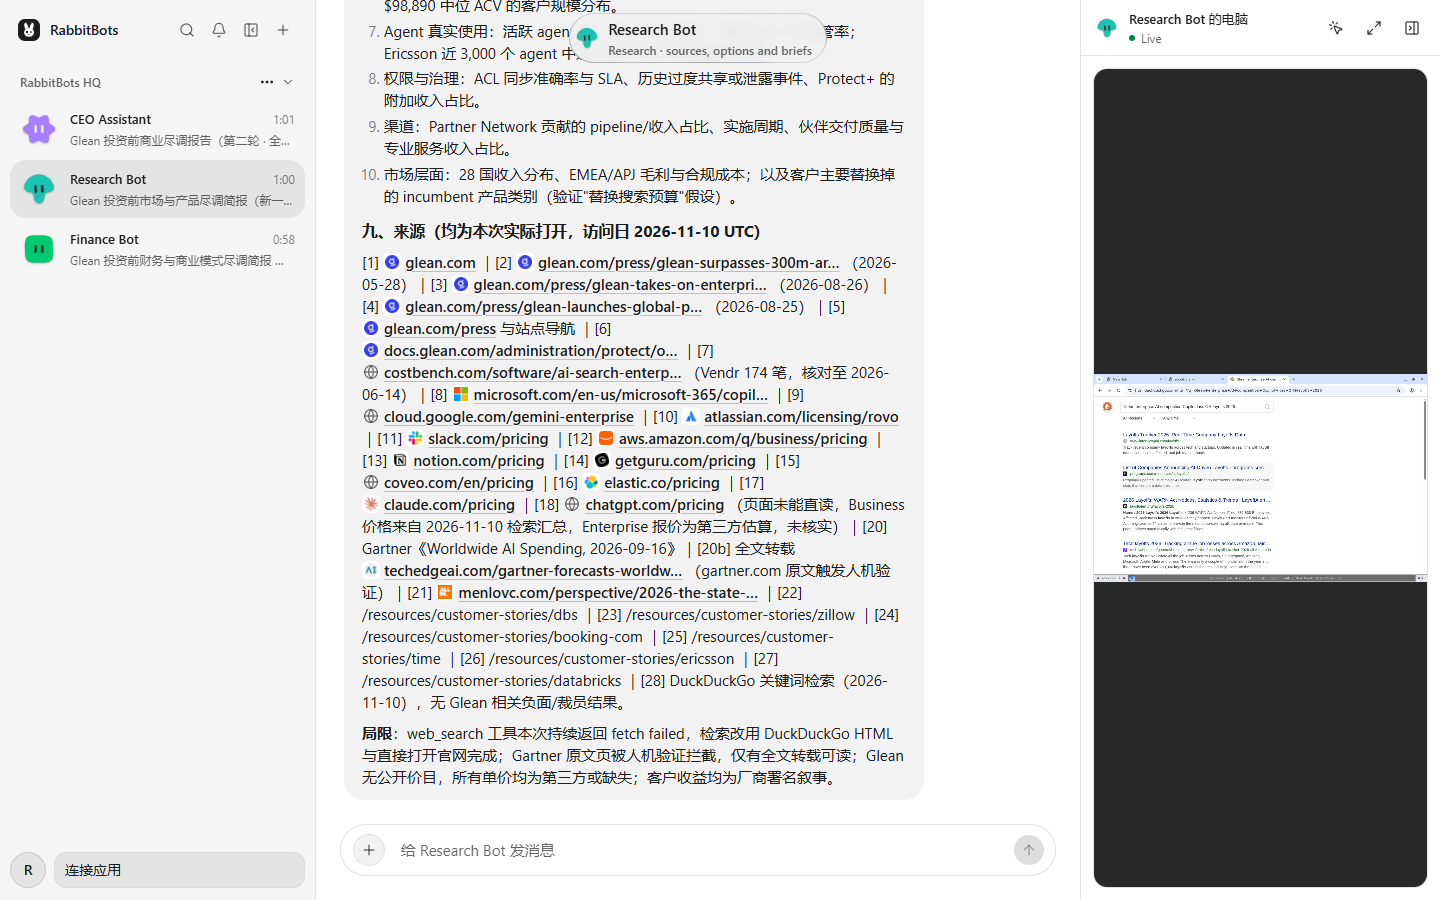 RabbitBots
RabbitBots HQ
CEO Assistant 1:01
Glean 投资前商业尽调报告（第二轮 · 全...
Research Bot 1:00
Glean 投资前市场与产品尽调简报（新一...
Finance Bot 0:58
Glean 投资前财务与商业模式尽调简报 ...
R 连接应用
Research Bot
Research · sources, options and briefs
$98,890 中位 ACV 的客户规模分布。
7. Agent 真实使用：活跃 agen 管率；
Ericsson 近 3,000 个 agent 中
8. 权限与治理：ACL 同步准确率与 SLA、历史过度共享或泄露事件、Protect+ 的
附加收入占比。
9. 渠道：Partner Network 贡献的 pipeline/收入占比、实施周期、伙伴交付质量与
专业服务收入占比。
10. 市场层面：28 国收入分布、EMEA/APJ 毛利与合规成本；以及客户主要替换掉
的 incumbent 产品类别（验证"替换搜索预算"假设）。
九、来源（均为本次实际打开，访问日 2026-11-10 UTC）
[1] glean.com | [2] glean.com/press/glean-surpasses-300m-ar... （2026-
05-28） | [3] glean.com/press/glean-takes-on-enterpri... （2026-08-26） |
[4] glean.com/press/glean-launches-global-p... （2026-08-25） | [5]
glean.com/press 与站点导航 | [6]
docs.glean.com/administration/protect/o... | [7]
costbench.com/software/ai-search-enterp... （Vendr 174 笔，核对至 2026-
06-14） | [8] microsoft.com/en-us/microsoft-365/copil... | [9]
cloud.google.com/gemini-enterprise | [10] atlassian.com/licensing/rovo
| [11] slack.com/pricing | [12] aws.amazon.com/q/business/pricing |
[13] notion.com/pricing | [14] getguru.com/pricing | [15]
coveo.com/en/pricing | [16] elastic.co/pricing | [17]
claude.com/pricing | [18] chatgpt.com/pricing （页面未能直读，Business
价格来自 2026-11-10 检索汇总，Enterprise 报价为第三方估算，未核实） | [20]
Gartner《Worldwide AI Spending, 2026-09-16》 | [20b] 全文转载
techedgeai.com/gartner-forecasts-worldw... （gartner.com 原文触发人机验
证） | [21] menlovc.com/perspective/2026-the-state-... | [22]
/resources/customer-stories/dbs | [23] /resources/customer-stories/zillow | [24]
/resources/customer-stories/booking-com | [25] /resources/customer-
stories/time | [26] /resources/customer-stories/ericsson | [27]
/resources/customer-stories/databricks | [28] DuckDuckGo 关键词检索（2026-
11-10），无 Glean 相关负面/裁员结果。
局限：web_search 工具本次持续返回 fetch failed，检索改用 DuckDuckGo HTML
与直接打开官网完成；Gartner 原文页被人机验证拦截，仅有全文转载可读；Glean
无公开价目，所有单价均为第三方或缺失；客户收益均为厂商署名叙事。
给 Research Bot 发消息
Research Bot 的电脑
Live